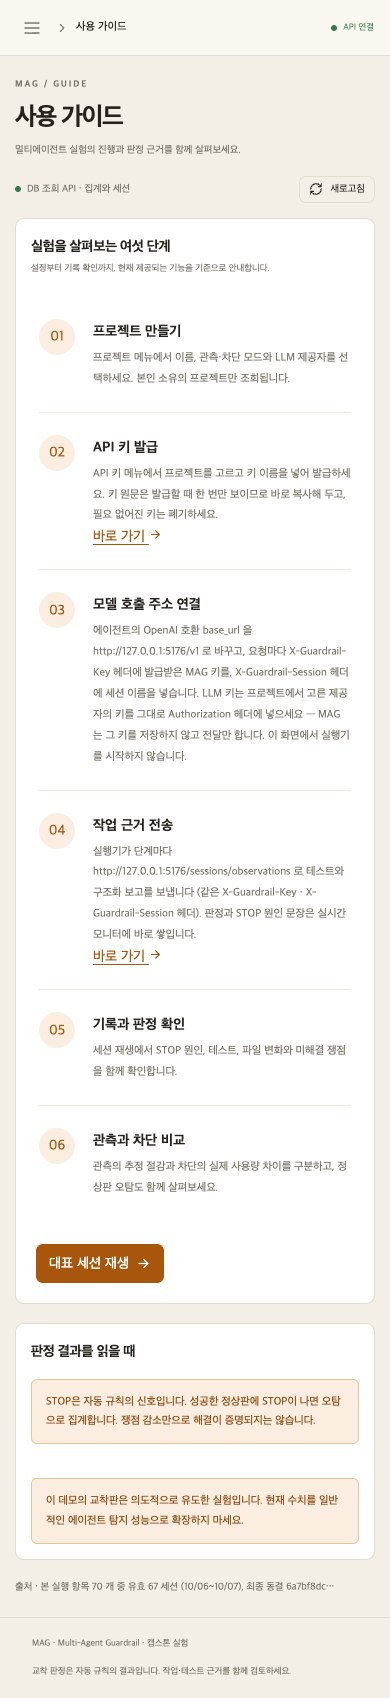 사용 가이드
API 연결
MAG / GUIDE
사용 가이드
멀티에이전트 실험의 진행과 판정 근거를 함께 살펴보세요.
DB 조회 API · 집계와 세션
새로고침
실험을 살펴보는 여섯 단계
설정부터 기록 확인까지, 현재 제공되는 기능을 기준으로 안내합니다.
01
프로젝트 만들기
프로젝트 메뉴에서 이름, 관측·차단 모드와 LLM 제공자를 선
택하세요. 본인 소유의 프로젝트만 조회됩니다.
02
API 키 발급
API 키 메뉴에서 프로젝트를 고르고 키 이름을 넣어 발급하세
요. 키 원문은 발급할 때 한 번만 보이므로 바로 복사해 두고,
필요 없어진 키는 폐기하세요.
바로 가기 →
03
모델 호출 주소 연결
에이전트의 OpenAI 호환 base_url 을
http://127.0.0.1:5176/v1 로 바꾸고, 요청마다 X-Guardrail-
Key 헤더에 발급받은 MAG 키를, X-Guardrail-Session 헤더
에 세션 이름을 넣습니다. LLM 키는 프로젝트에서 고른 제공
자의 키를 그대로 Authorization 헤더에 넣으세요 — MAG
는 그 키를 저장하지 않고 전달만 합니다. 이 화면에서 실행기
를 시작하지 않습니다.
04
작업 근거 전송
실행기가 단계마다
http://127.0.0.1:5176/sessions/observations 로 테스트와
구조화 보고를 보냅니다 (같은 X-Guardrail-Key · X-
Guardrail-Session 헤더). 판정과 STOP 원인 문장은 실시간
모니터에 바로 쌓입니다.
바로 가기 →
05
기록과 판정 확인
세션 재생에서 STOP 원인, 테스트, 파일 변화와 미해결 쟁점
을 함께 확인합니다.
06
관측과 차단 비교
관측의 추정 절감과 차단의 실제 사용량 차이를 구분하고, 정
상판 오탐도 함께 살펴보세요.
대표 세션 재생 →
판정 결과를 읽을 때
STOP은 자동 규칙의 신호입니다. 성공한 정상판에 STOP이 나면 오탐
으로 집계합니다. 쟁점 감소만으로 해결이 증명되지는 않습니다.
이 데모의 교착판은 의도적으로 유도한 실험입니다. 현재 수치를 일반
적인 에이전트 탐지 성능으로 확장하지 마세요.
출처 · 본 실행 항목 70 개 중 유효 67 세션 (10/06~10/07), 최종 동결 6a7bf8dc…
MAG · Multi-Agent Guardrail · 캡스톤 실험
교착 판정은 자동 규칙의 결과입니다. 작업·테스트 근거를 함께 검토하세요.